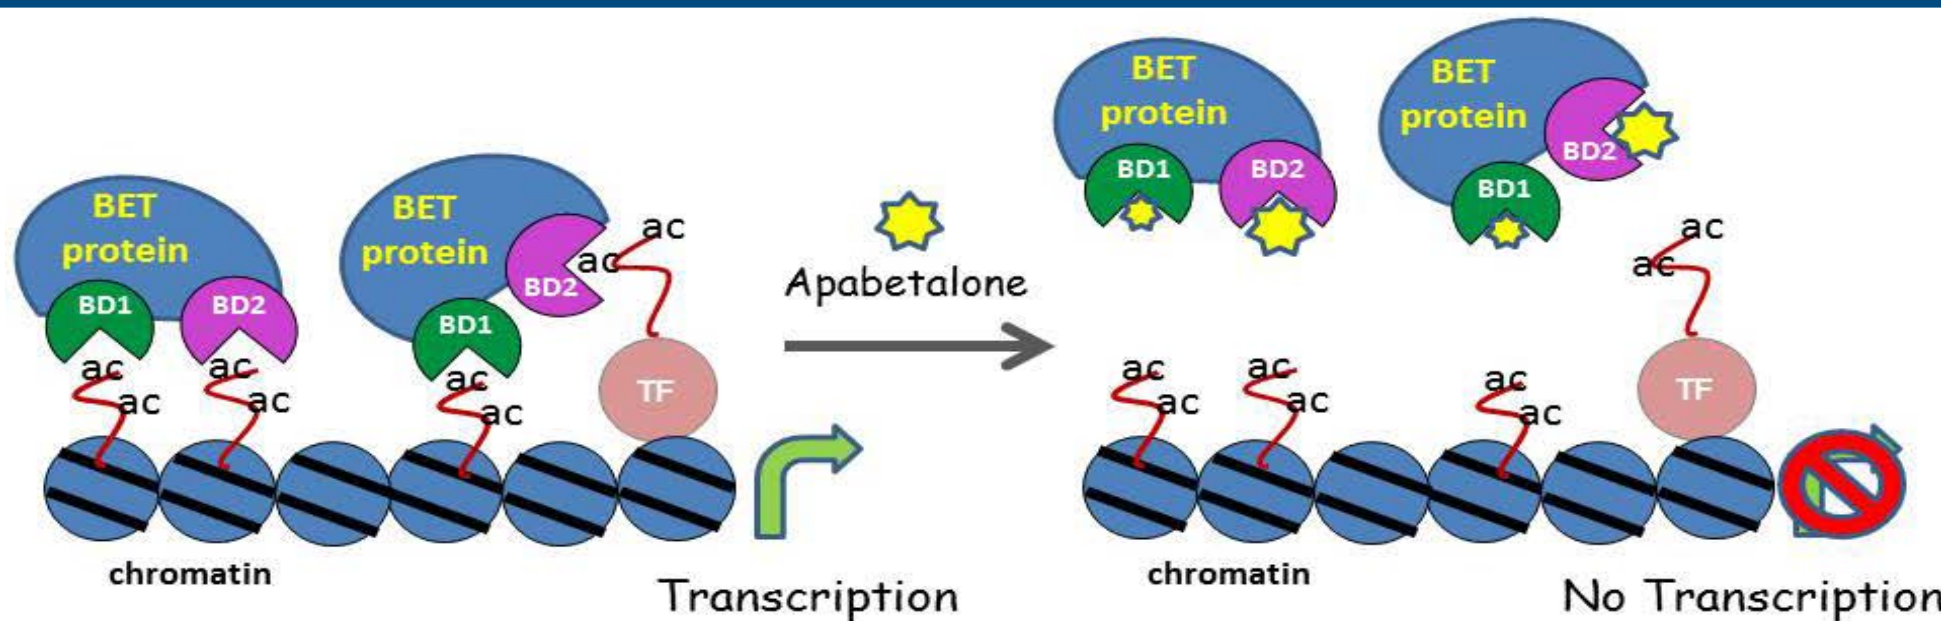 BET
protein
BD1
BD2
ac
ac
ac
ac
BET
protein
BD2
BD1
ac
ac
ac
ac
TF
chromatin
Transcription
Apabetalone
BET
protein
BD1
BD2
BET
protein
BD2
BD1
ac
ac
ac
ac
ac
ac
ac
ac
TF
chromatin
No Transcription